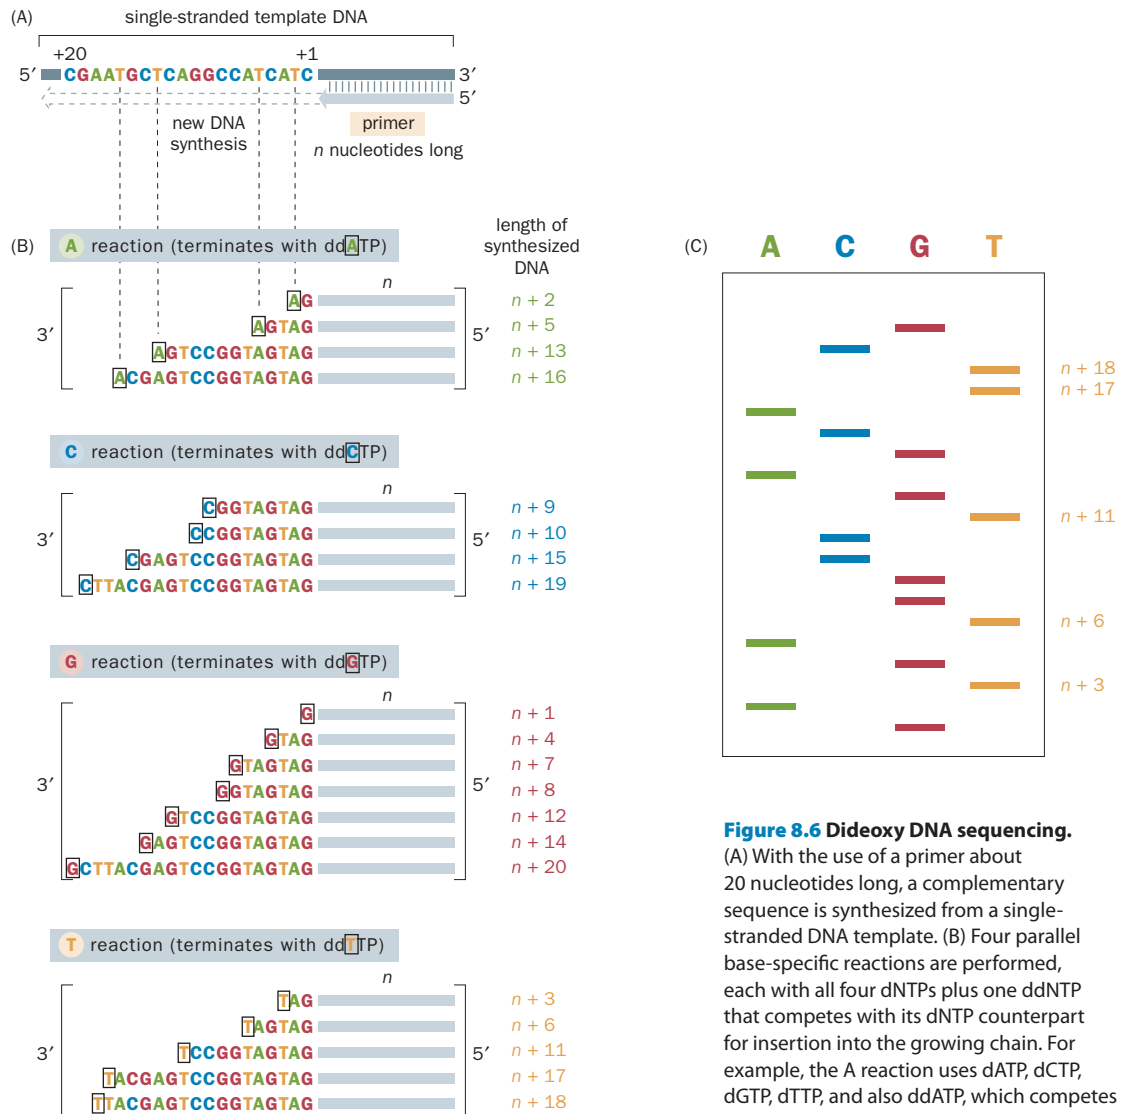 (A)
single-stranded template DNA
+20 +1
5′ CGAATGCTCAGGCCATCATC 3′
5′
new DNA
synthesis
primer
n nucleotides long
(B)
A reaction (terminates with ddATP)
length of
synthesized
DNA
n
3′ 5′
AG n + 2
AGTAG n + 5
AGTCCGGTAGTAG n + 13
ACGAGTCCGGTAGTAG n + 16
C reaction (terminates with ddCTP)
n
3′ 5′
CGGTAGTAG n + 9
CCGGTAGTAG n + 10
CGAGTCCGGTAGTAG n + 15
CTTACGAGTCCGGTAGTAG n + 19
G reaction (terminates with ddGTP)
n
3′ 5′
G n + 1
GTAG n + 4
GTAGTAG n + 7
GGTAGTAG n + 8
GTCCGGTAGTAG n + 12
GAGTCCGGTAGTAG n + 14
GCTTACGAGTCCGGTAGTAG n + 20
T reaction (terminates with ddTTP)
n
3′ 5′
TAG n + 3
TAGTAG n + 6
TCCGGTAGTAG n + 11
TACGAGTCCGGTAGTAG n + 17
TTACGAGTCCGGTAGTAG n + 18
(C)
A C G T
n + 18
n + 17
n + 11
n + 6
n + 3
Figure 8.6 Dideoxy DNA sequencing.
(A) With the use of a primer about
20 nucleotides long, a complementary
sequence is synthesized from a single-
stranded DNA template. (B) Four parallel
base-specific reactions are performed,
each with all four dNTPs plus one ddNTP
that competes with its dNTP counterpart
for insertion into the growing chain. For
example, the A reaction uses dATP, dCTP,
dGTP, dTTP, and also ddATP, which competes